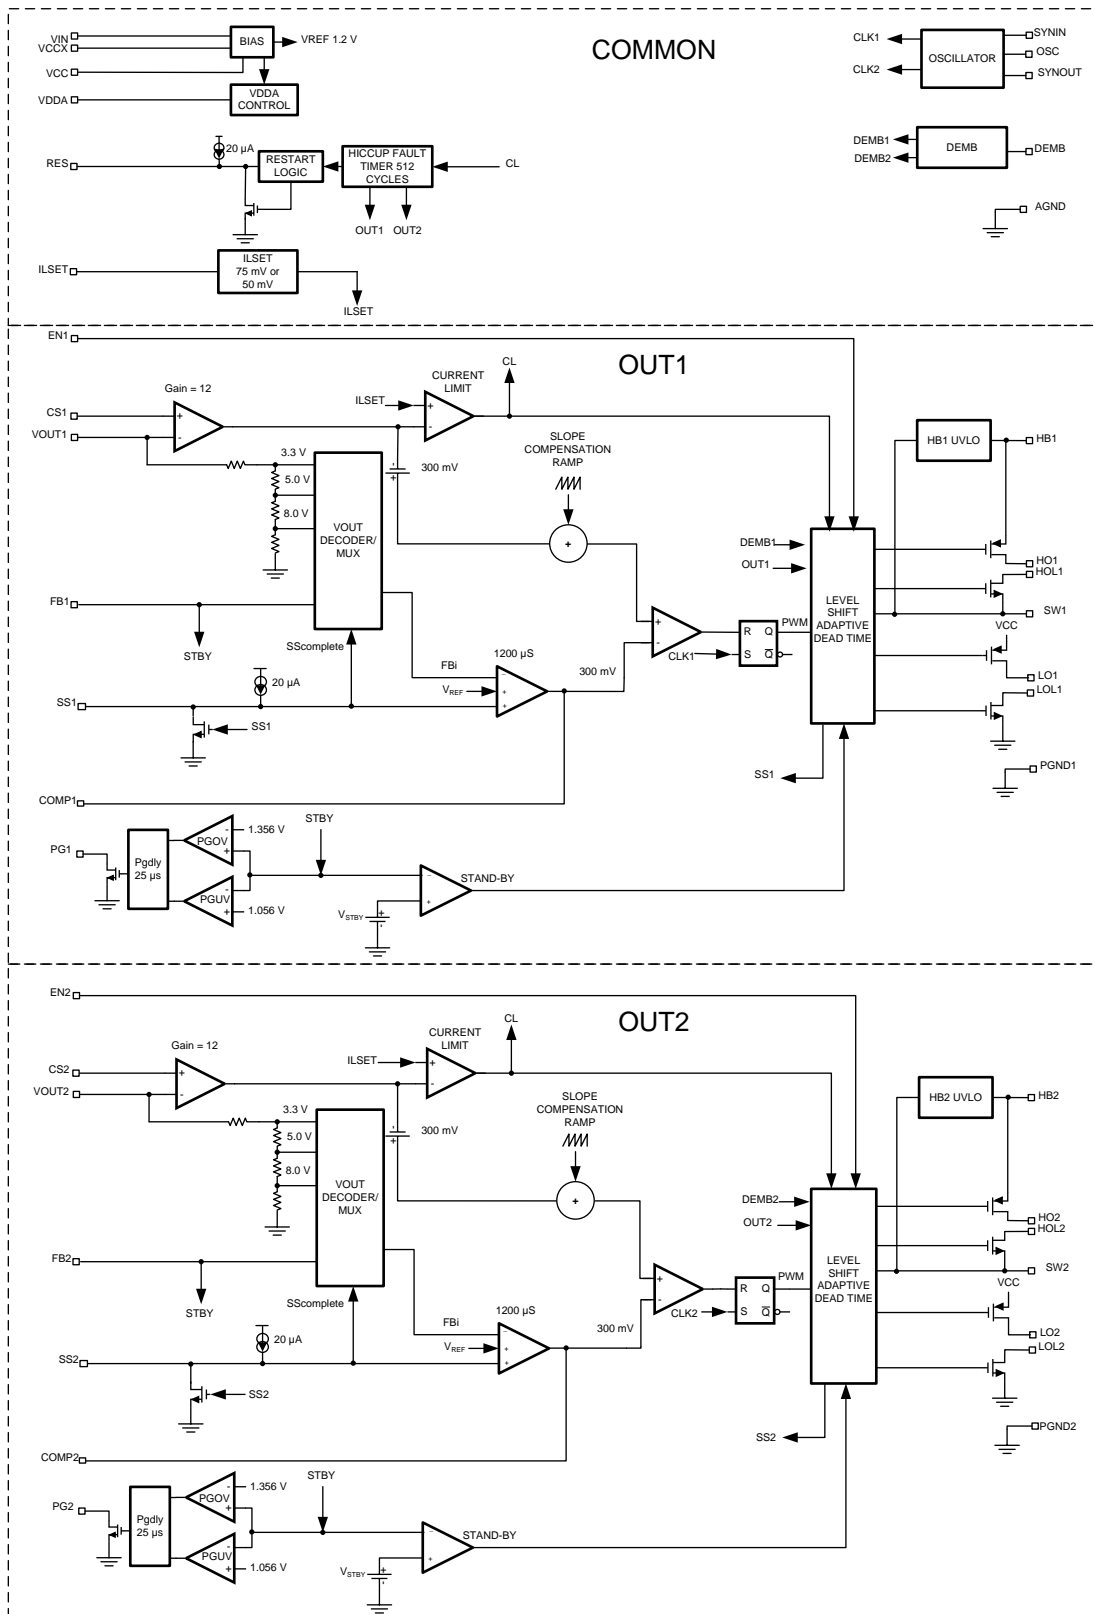 COMMON
VIN
VCCX
VCC
VDDA
BIAS
VREF 1.2 V
VDDA
CONTROL
RES
20 µA
RESTART
LOGIC
HICCUP FAULT
TIMER 512
CYCLES
CL
OUT1
OUT2
ILSET
ILSET
75 mV or
50 mV
ILSET
CLK1
CLK2
OSCILLATOR
SYNIN
OSC
SYNOUT
DEMB1
DEMB2
DEMB
DEMB
AGND
EN1
OUT1
CL
CURRENT
LIMIT
Gain = 12
ILSET
+
-
CS1
+
VOUT1
-
SLOPE
COMPENSATION
RAMP
HB1 UVLO
HB1
3.3 V
5.0 V
8.0 V
300 mV
+
-
VOUT
DECODER/
MUX
+
DEMB1
OUT1
HO1
HOL1
FB1
LEVEL
SHIFT
ADAPTIVE
DEAD TIME
SW1
STBY
SScomplete
+
-
R
Q
PWM
CLK1
S
Q
VCC
FBi
1200 µS
300 mV
20 µA
VREF
-
+
+
LO1
LOL1
SS1
SS1
SS1
PGND1
COMP1
STBY
PG1
Pgdly
25 µs
PGOV
-
+
1.356 V
PGUV
-
+
1.056 V
STAND-BY
-
+
VSTBY
+
-
EN2
OUT2
CL
CURRENT
LIMIT
Gain = 12
ILSET
+
-
CS2
+
VOUT2
-
SLOPE
COMPENSATION
RAMP
HB2 UVLO
HB2
3.3 V
5.0 V
8.0 V
300 mV
+
-
VOUT
DECODER/
MUX
+
DEMB2
OUT2
HO2
HOL2
FB2
LEVEL
SHIFT
ADAPTIVE
DEAD TIME
SW2
STBY
SScomplete
+
-
R
Q
PWM
CLK2
S
Q
VCC
FBi
1200 µS
300 mV
20 µA
VREF
-
+
+
LO2
LOL2
SS2
SS2
SS2
PGND2
COMP2
STBY
PG2
Pgdly
25 µs
PGOV
-
+
1.356 V
PGUV
-
+
1.056 V
STAND-BY
-
+
VSTBY
+
-